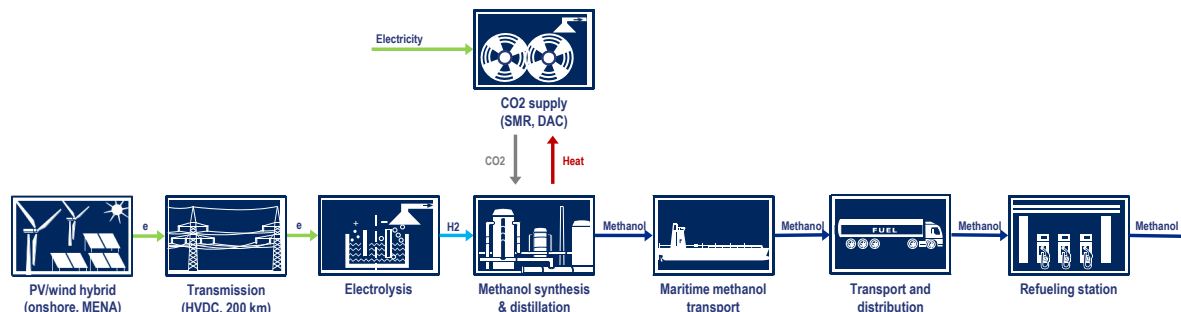 Electricity
CO2 supply
(SMR, DAC)
CO2
Heat
e
e
H2
Methanol
Methanol
Methanol
Methanol
FUEL
PV/wind hybrid
(onshore, MENA)
Transmission
(HVDC, 200 km)
Electrolysis
Methanol synthesis
& distillation
Maritime methanol
transport
Transport and
distribution
Refueling station